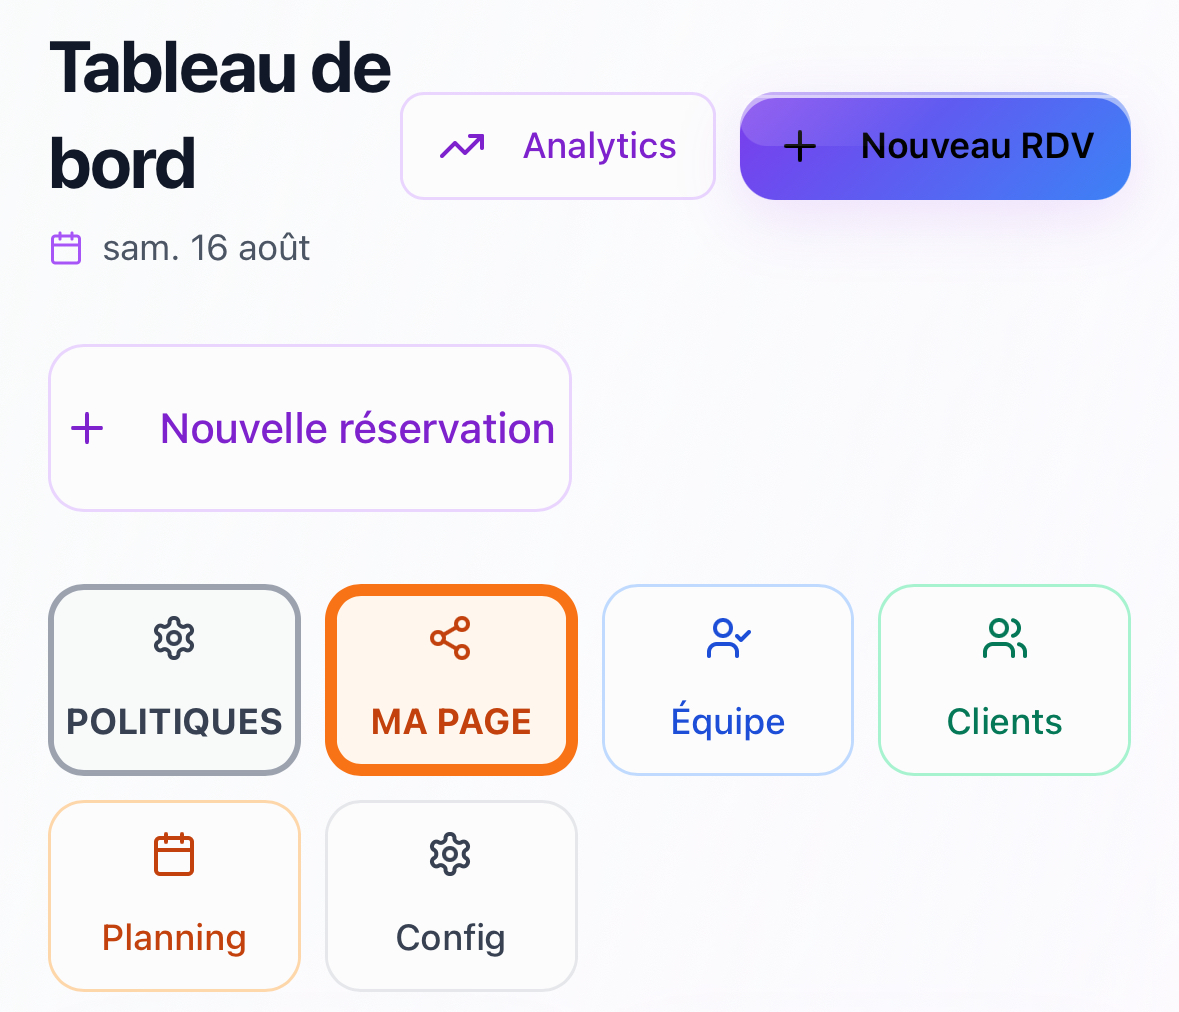 Tableau de
bord
Analytics
Nouveau RDV
sam. 16 août
Nouvelle réservation
POLITIQUES
MA PAGE
Équipe
Clients
Planning
Config